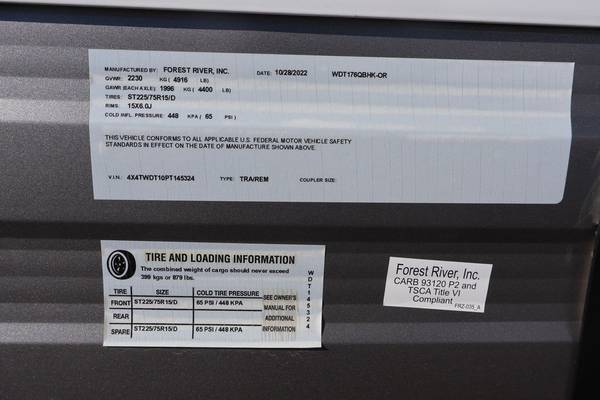 MANUFACTURED BY: FOREST RIVER, INC. DATE: 10/28/2022 WDT176QBHK-OR
GVWR: 2230 KG ( 4916 LB)
GAWR (EACH AXLE): 1996 KG ( 4400 LB)
TIRES: ST225/75R15/D
RIMS: 15X6.0J
COLD INFL. PRESSURE: 448 KPA / 65 PSI )
THIS VEHICLE CONFORMS TO ALL APPLICABLE U.S. FEDERAL MOTOR VEHICLE SAFETY
STANDARDS IN EFFECT ON THE DATE OF MANUFACTURE SHOWN ABOVE.
V.I.N.: 4X4TWDT10PT145324 TYPE: TRA/REM COUPLER SIZE:
TIRE AND LOADING INFORMATION
The combined weight of cargo should never exceed
399 kgs or 879 lbs.
TIRE SIZE COLD TIRE PRESSURE
FRONT ST225/75R15/D 65 PSI / 448 KPA
REAR
SPARE ST225/75R15/D 65 PSI / 448 KPA
SEE OWNER'S
MANUAL FOR
ADDITIONAL
INFORMATION
WDT145324
Forest River, Inc.
CARB 93120 P2 and
TSCA Title VI
Compliant
FRZ-035_A